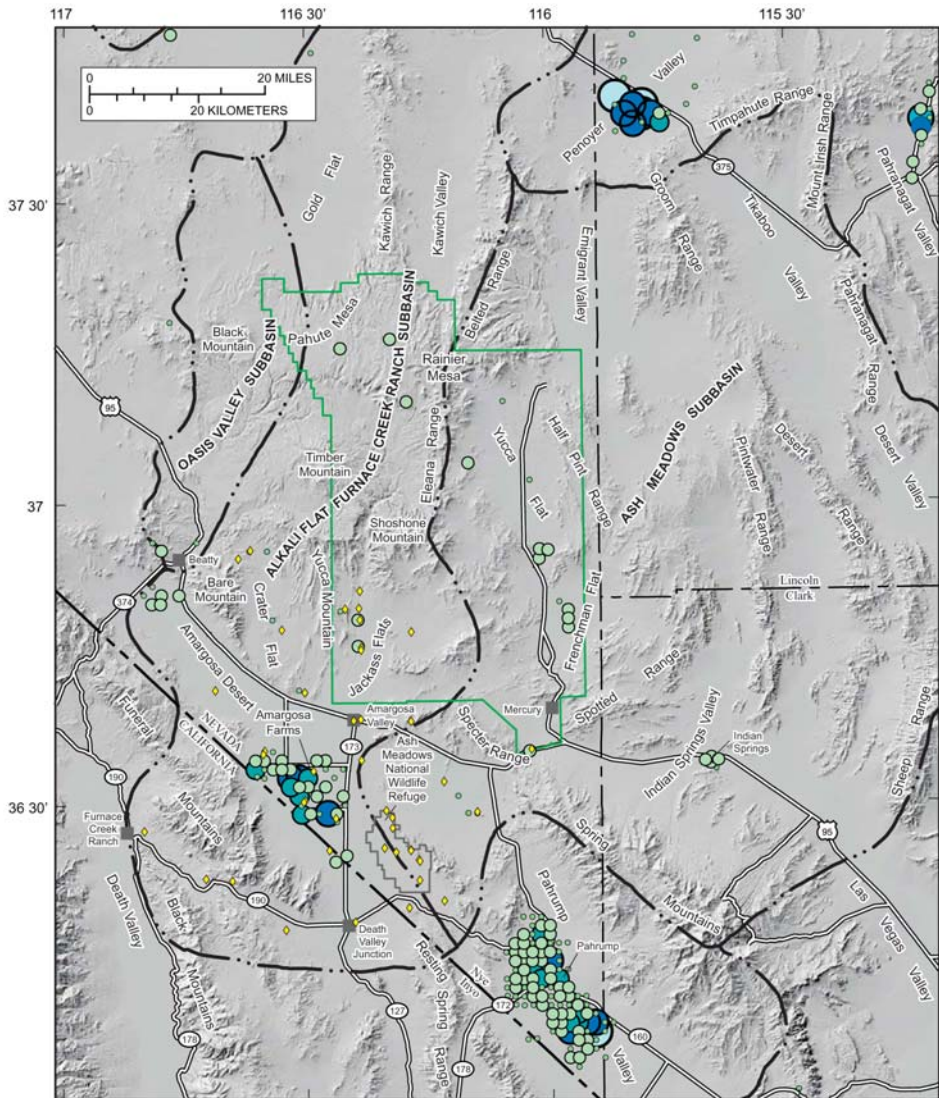 117
116 30'
116
115 30'
0 20 MILES
0 20 KILOMETERS
37 30'
37
36 30'
Penoyer
Valley
Timpahute Range
Mount Irish Range
Pahranagat
Valley
375
Gold Flat
Kawich Range
Kawich Valley
Groom Range
Tikaboo
Valley
Emigrant Valley
Belted Range
Pahranagat
Range
Pahute Mesa
Black
Mountain
OASIS VALLEY SUBBASIN
ALKALI FLAT FURNACE CREEK RANCH SUBBASIN
ASH MEADOWS SUBBASIN
Rainier
Mesa
Eleana Range
Yucca
Flat
Half Pint
Range
Pintwater
Range
Desert
Range
Desert
Valley
95
Timber
Mountain
Shoshone
Mountain
Beatty
Bare
Mountain
374
Crater
Flat
Yucca Mountain
Jackass Flats
Frenchman Flat
Lincoln
Clark
Amargosa Desert
Funeral
Mountains
NEVADA
CALIFORNIA
Amargosa
Farms
Amargosa
Valley
173
Ash
Meadows
National
Wildlife
Refuge
Specter Range
Mercury
Spotted
Range
Indian Springs Valley
Indian
Springs
Sheep Range
190
Furnace
Creek
Ranch
Death Valley
Black
Mountains
190
Death
Valley
Junction
Spring
Mountains
95
Las
Vegas
Valley
Pahrump
Valley
Pahrump
Nye
Inyo
Resting Spring
Range
172
127
178
178
160